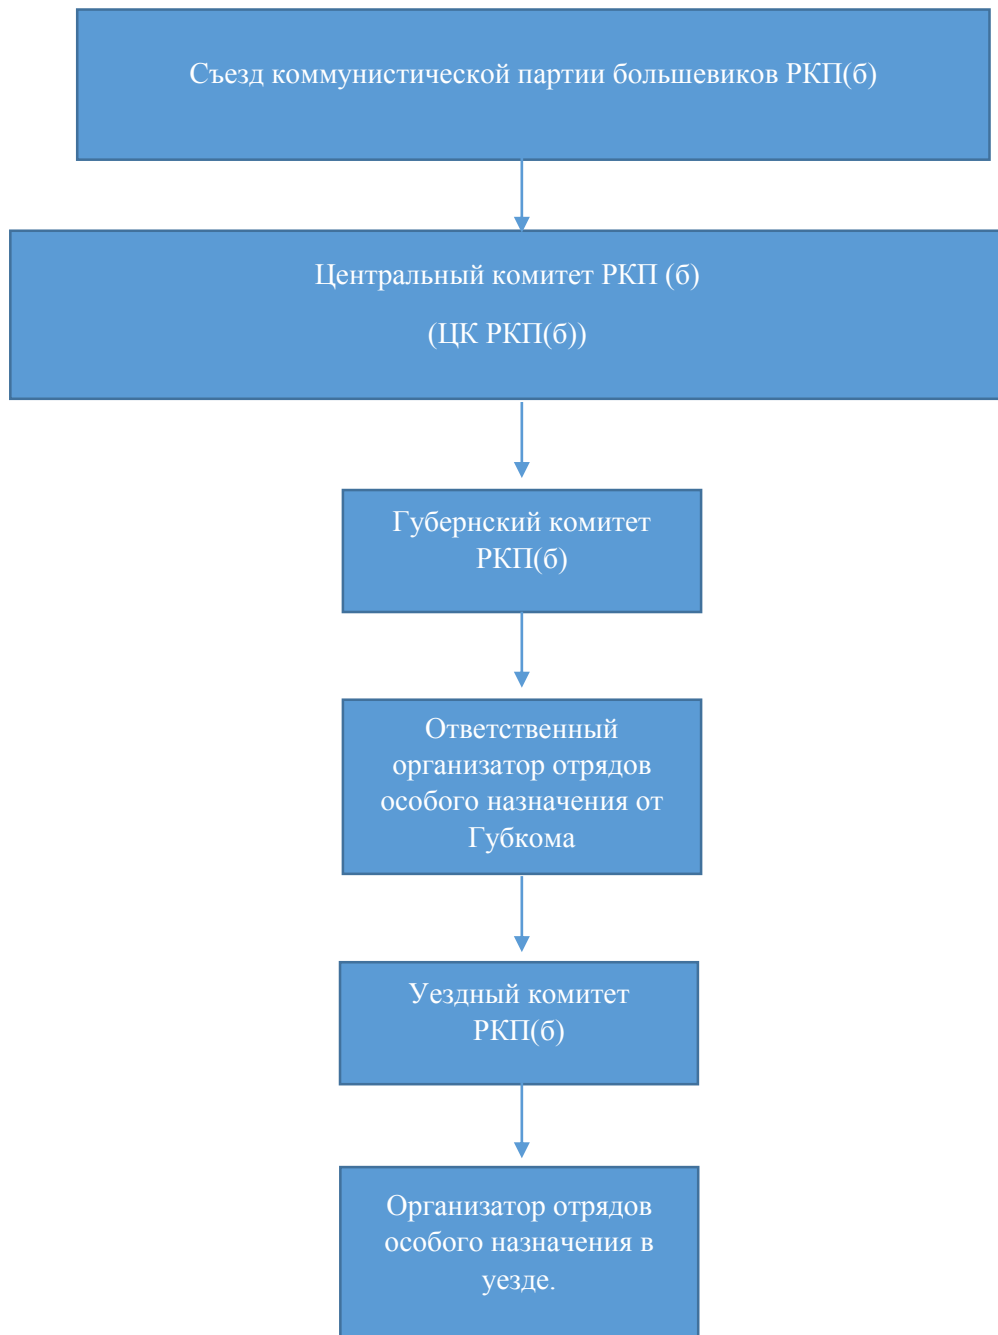 Съезд коммунистической партии большевиков РКП(б)
Центральный комитет РКП (б)
(ЦК РКП(б))
Губернский комитет
РКП(б)
Ответственный
организатор отрядов
особого назначения от
Губкома
Уездный комитет
РКП(б)
Организатор отрядов
особого назначения в
уезде.